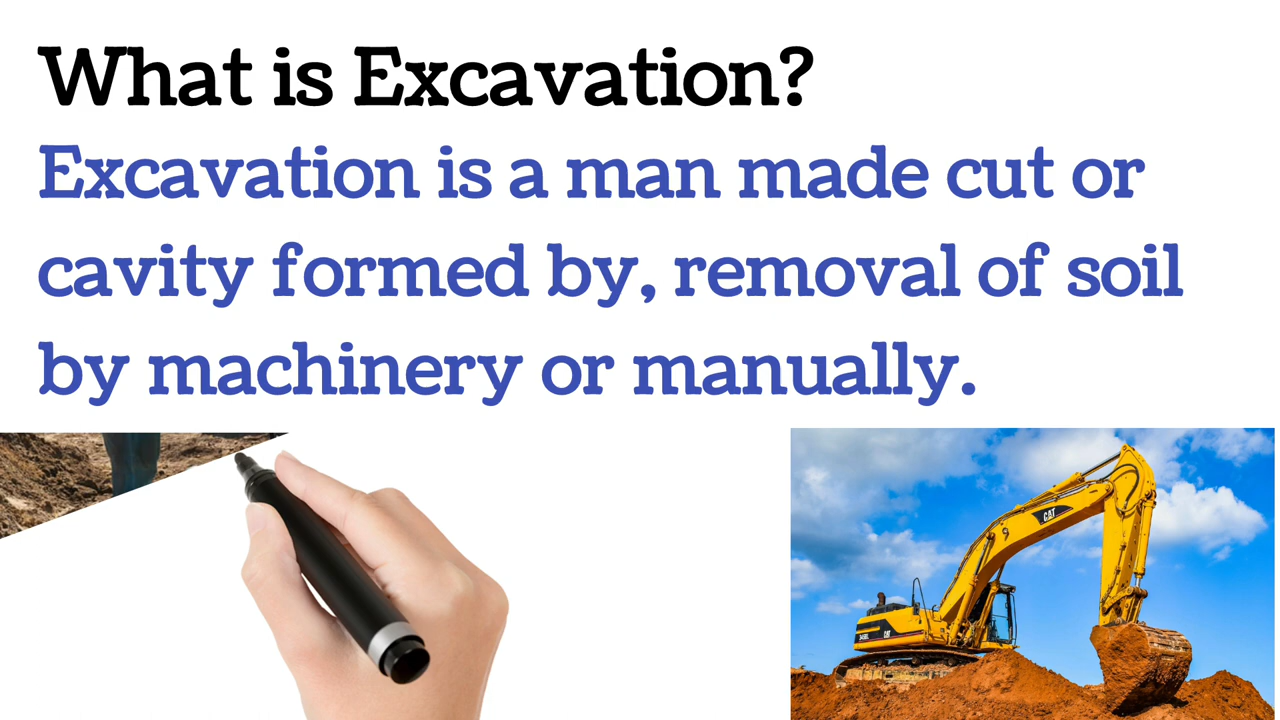 What is Excavation?
Excavation is a man made cut or
cavity formed by, removal of soil
by machinery or manually.
CAT
CAT